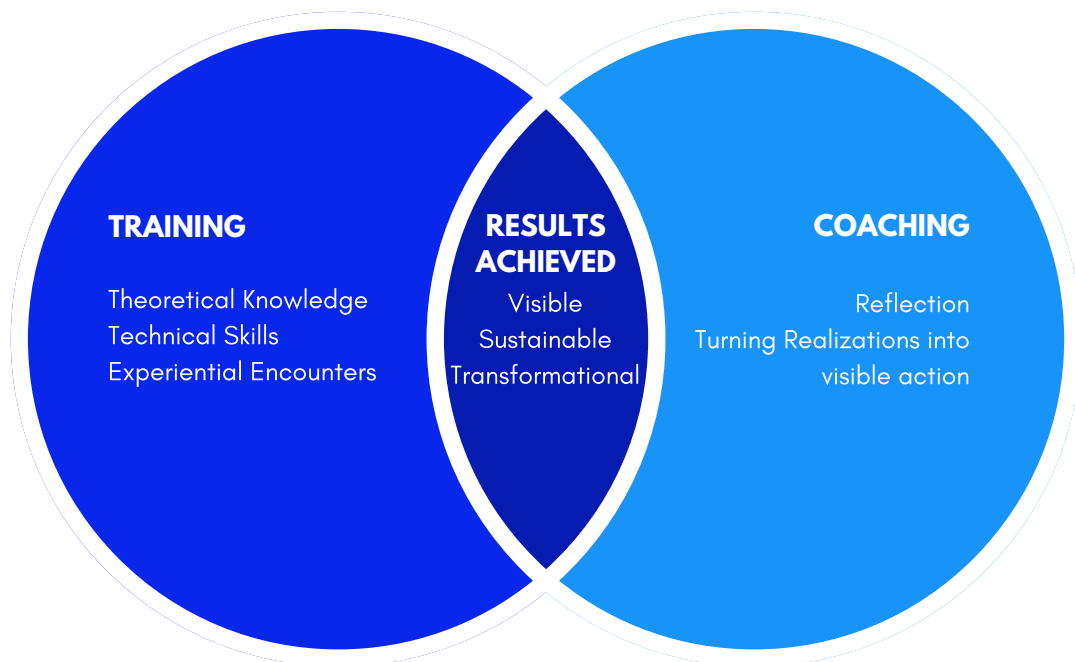 TRAINING
Theoretical Knowledge
Technical Skills
Experiential Encounters
RESULTS
ACHIEVED
Visible
Sustainable
Transformational
COACHING
Reflection
Turning Realizations into
visible action